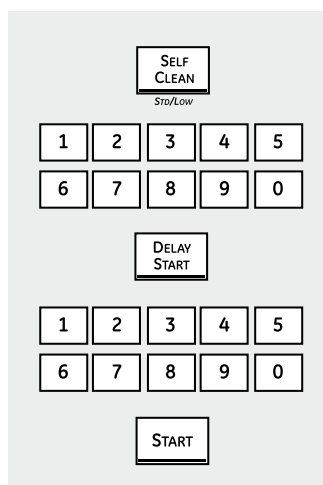 SELF
CLEAN
STD/LOW
1 2 3 4 5
6 7 8 9 0
DELAY
START
1 2 3 4 5
6 7 8 9 0
START